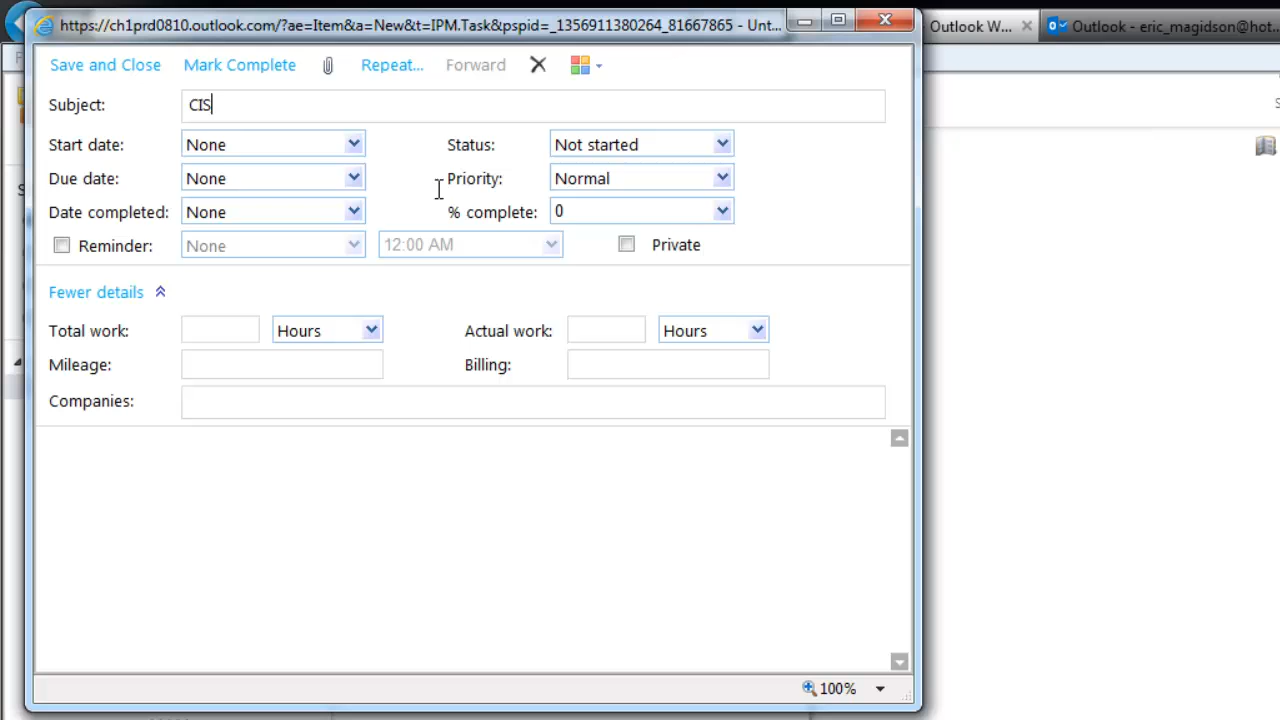 https://ch1prd0810.outlook.com/?ae=Item&a=New&t=IPM.Task&pspid=_1356911380264_81667865 - Unt...
Outlook W...
Outlook - eric_magidson@hot...
Save and Close Mark Complete Repeat... Forward
Subject: CIS
Start date: None Status: Not started
Due date: None Priority: Normal
Date completed: None % complete: 0
Reminder: None 12:00 AM Private
Fewer details
Total work: Hours Actual work: Hours
Mileage: Billing:
Companies:
100%